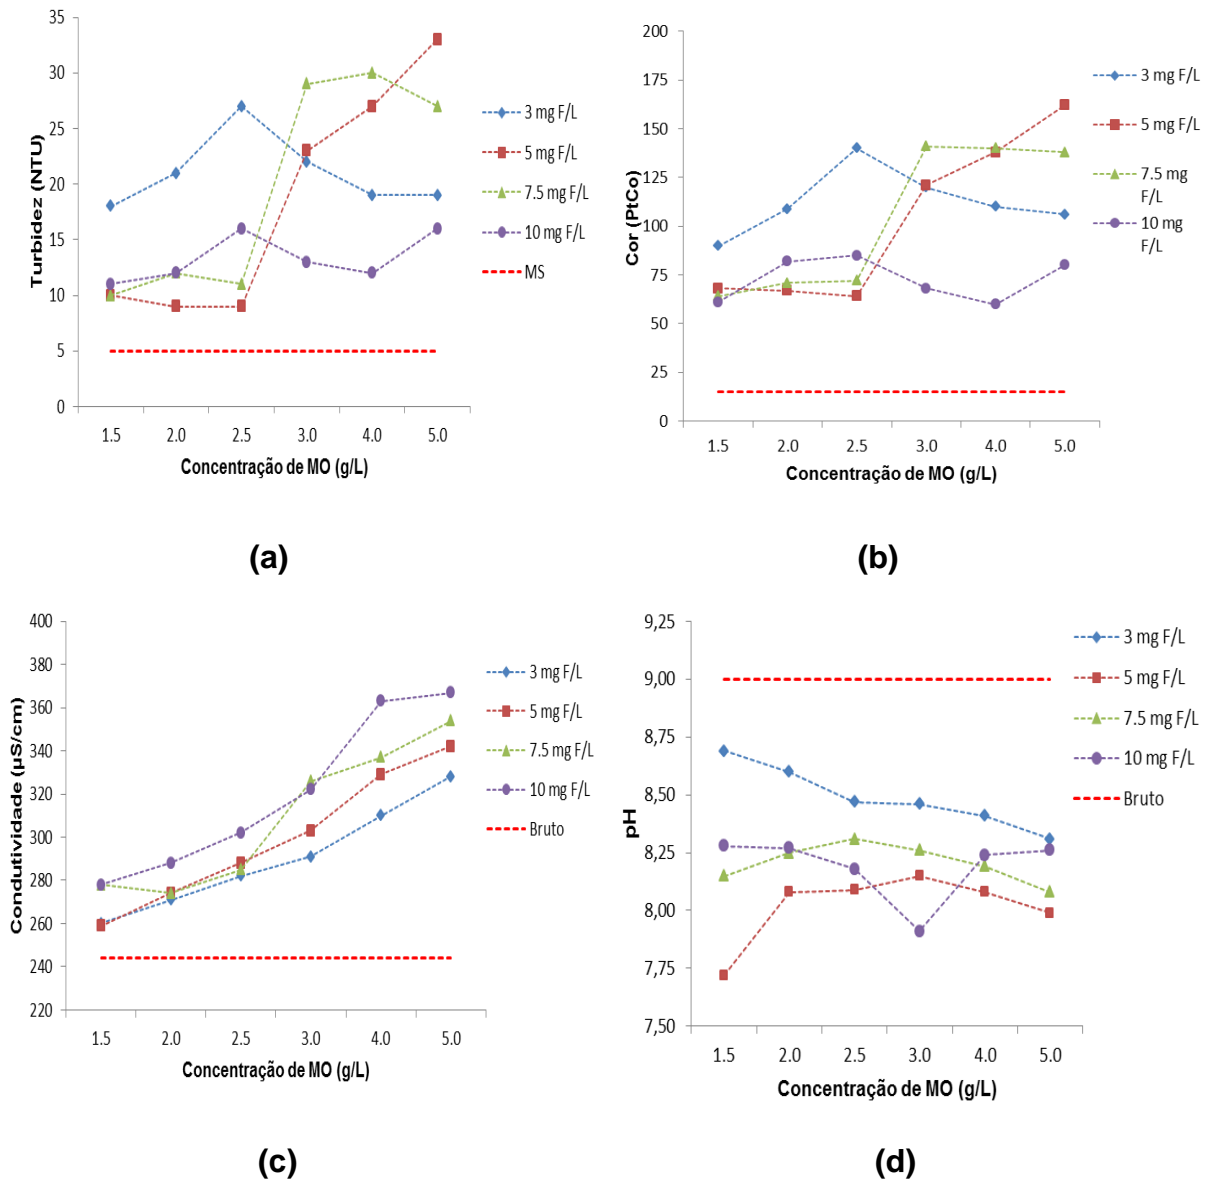 35
30
25
20
15
10
5
0
Turbidez (NTU)
1.5 2.0 2.5 3.0 4.0 5.0
Concentração de MO (g/L)
3 mg F/L
5 mg F/L
7.5 mg F/L
10 mg F/L
MS
(a)
200
175
150
125
100
75
50
25
0
Cor (PtCo)
1.5 2.0 2.5 3.0 4.0 5.0
Concentração de MO (g/L)
3 mg F/L
5 mg F/L
7.5 mg
F/L
10 mg
F/L
(b)
400
380
360
340
320
300
280
260
240
220
Condutividade (µS/cm)
1.5 2.0 2.5 3.0 4.0 5.0
Concentração de MO (g/L)
3 mg F/L
5 mg F/L
7.5 mg F/L
10 mg F/L
Bruto
(c)
9,25
9,00
8,75
8,50
8,25
8,00
7,75
7,50
pH
1.5 2.0 2.5 3.0 4.0 5.0
Concentração de MO (g/L)
3 mg F/L
5 mg F/L
7.5 mg F/L
10 mg F/L
Bruto
(d)